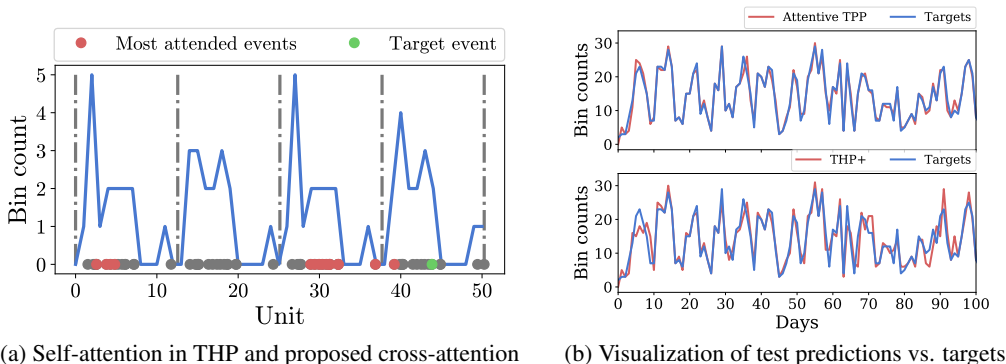 Most attended events Target event
5
4
3
2
1
0
Bin count
0 10 20 30 40 50
Unit
(a) Self-attention in THP and proposed cross-attention
Attentive TPP Targets
30
20
10
0
Bin counts
THP+ Targets
30
20
10
0
Bin counts
0 10 20 30 40 50 60 70 80 90 100
Days
(b) Visualization of test predictions vs. targets